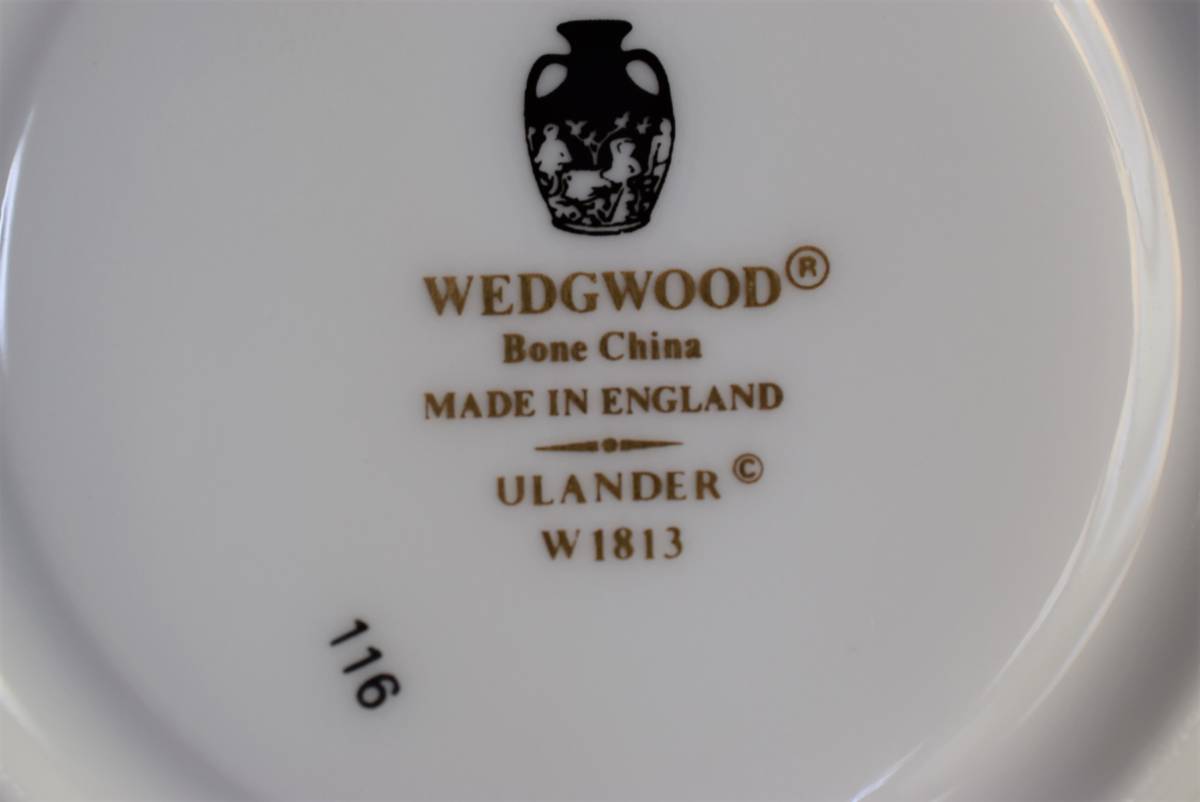 WEDGWOOD®
Bone China
MADE IN ENGLAND
ULANDER©
W1813
116